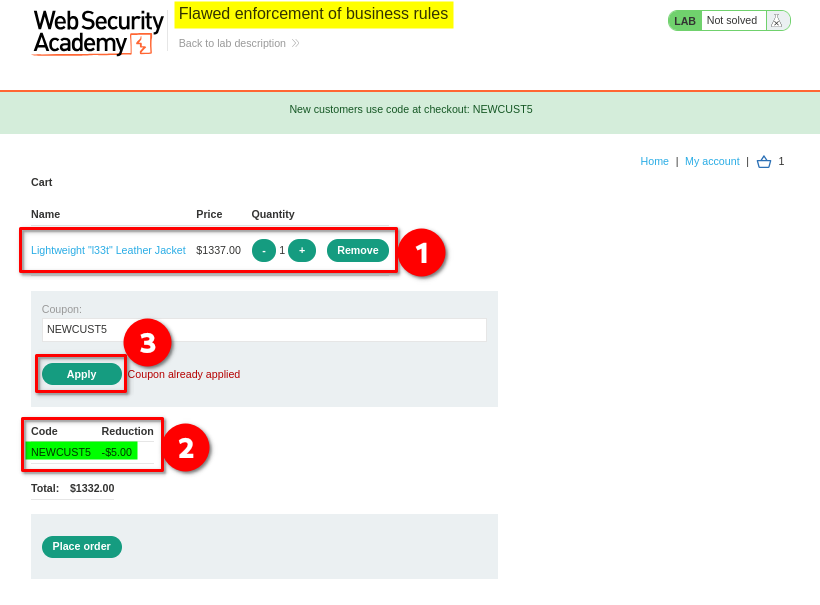 Web Security
Academy
Flawed enforcement of business rules
Back to lab description
LAB Not solved
New customers use code at checkout: NEWCUST5
Home | My account | 1
Cart
Name Price Quantity
Lightweight "l33t" Leather Jacket $1337.00 - 1 + Remove
1
Coupon:
NEWCUST5
3
Apply Coupon already applied
Code Reduction
NEWCUST5 -$5.00
2
Total: $1332.00
Place order